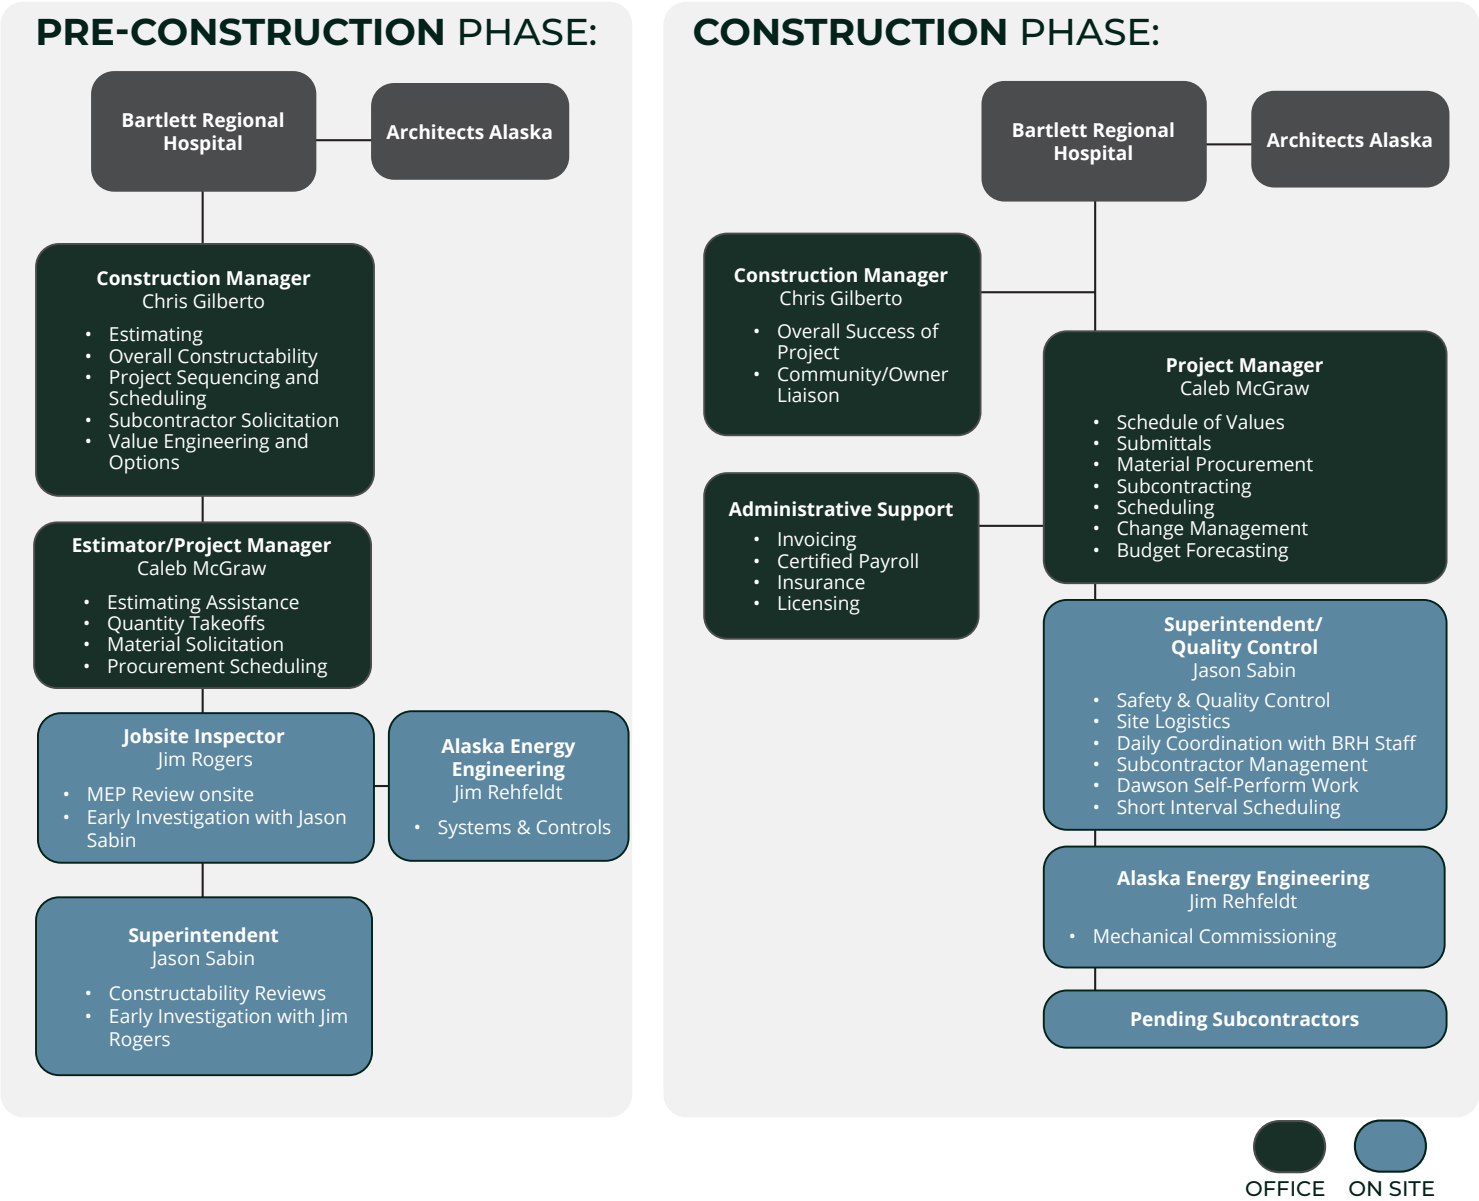 PRE-CONSTRUCTION PHASE:
Bartlett Regional
Hospital
Architects Alaska
Construction Manager
Chris Gilberto
• Estimating
• Overall Constructability
• Project Sequencing and
Scheduling
• Subcontractor Solicitation
• Value Engineering and
Options
Estimator/Project Manager
Caleb McGraw
• Estimating Assistance
• Quantity Takeoffs
• Material Solicitation
• Procurement Scheduling
Jobsite Inspector
Jim Rogers
• MEP Review onsite
• Early Investigation with Jason
Sabin
Alaska Energy
Engineering
Jim Rehfeldt
• Systems & Controls
Superintendent
Jason Sabin
• Constructability Reviews
• Early Investigation with Jim
Rogers
CONSTRUCTION PHASE:
Bartlett Regional
Hospital
Architects Alaska
Construction Manager
Chris Gilberto
• Overall Success of
Project
• Community/Owner
Liaison
Project Manager
Caleb McGraw
• Schedule of Values
• Submittals
• Material Procurement
• Subcontracting
• Scheduling
• Change Management
• Budget Forecasting
Administrative Support
• Invoicing
• Certified Payroll
• Insurance
• Licensing
Superintendent/
Quality Control
Jason Sabin
• Safety & Quality Control
• Site Logistics
• Daily Coordination with BRH Staff
• Subcontractor Management
• Dawson Self-Perform Work
• Short Interval Scheduling
Alaska Energy Engineering
Jim Rehfeldt
• Mechanical Commissioning
Pending Subcontractors
OFFICE
ON SITE